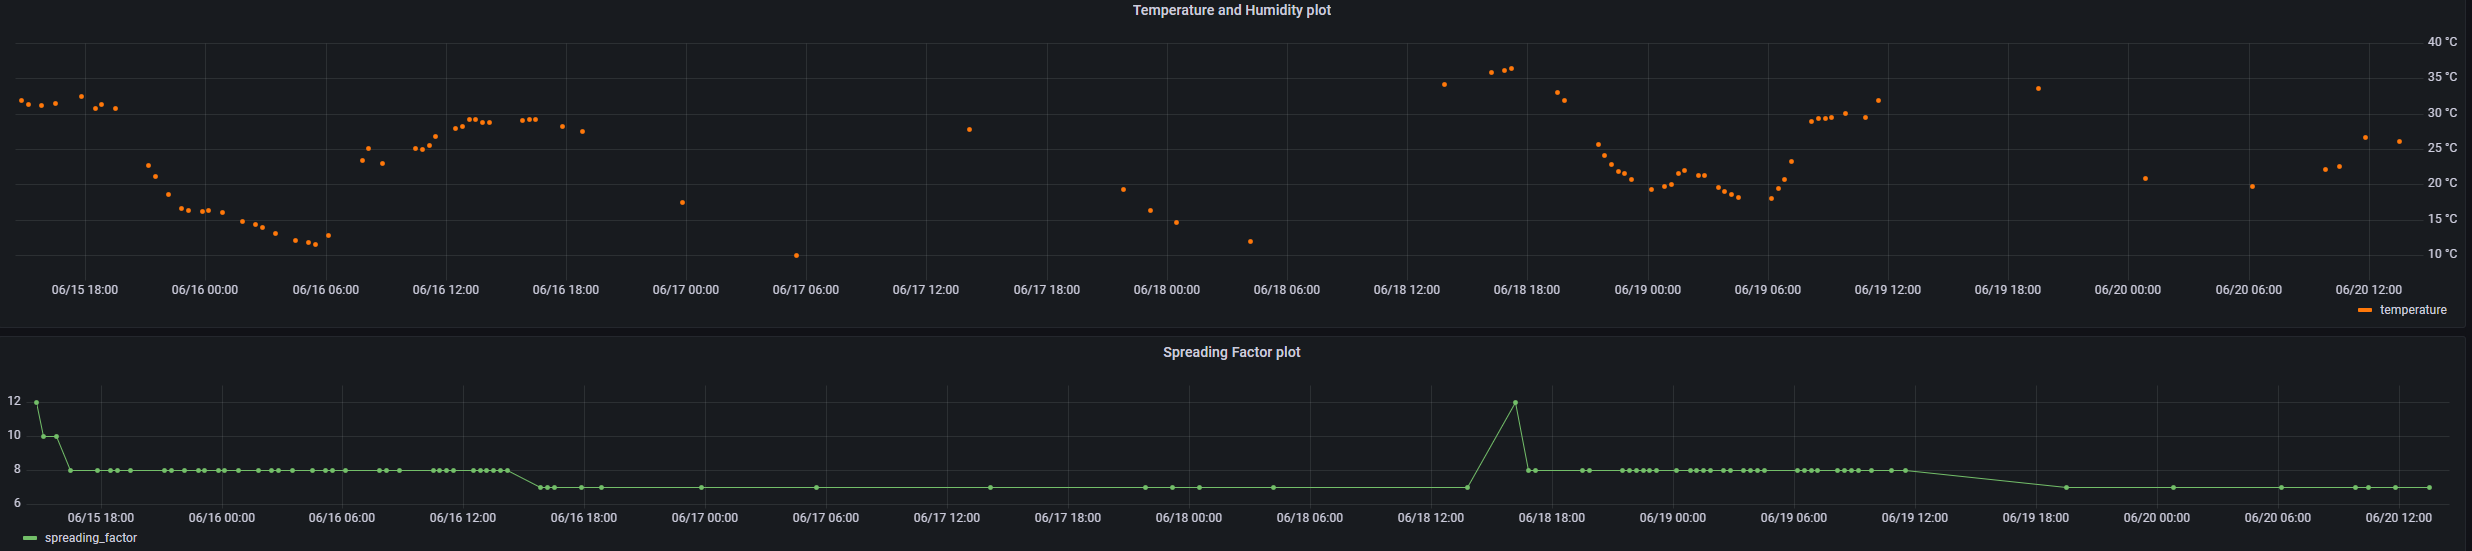 Temperature and Humidity plot
40 °C
35 °C
30 °C
25 °C
20 °C
15 °C
10 °C
06/15 18:00 06/16 00:00 06/16 06:00 06/16 12:00 06/16 18:00 06/17 00:00 06/17 06:00 06/17 12:00 06/17 18:00 06/18 00:00 06/18 06:00 06/18 12:00 06/18 18:00 06/19 00:00 06/19 06:00 06/19 12:00 06/19 18:00 06/20 00:00 06/20 06:00 06/20 12:00
temperature
Spreading Factor plot
12
10
8
6
06/15 18:00 06/16 00:00 06/16 06:00 06/16 12:00 06/16 18:00 06/17 00:00 06/17 06:00 06/17 12:00 06/17 18:00 06/18 00:00 06/18 06:00 06/18 12:00 06/18 18:00 06/19 00:00 06/19 06:00 06/19 12:00 06/19 18:00 06/20 00:00 06/20 06:00 06/20 12:00
spreading_factor